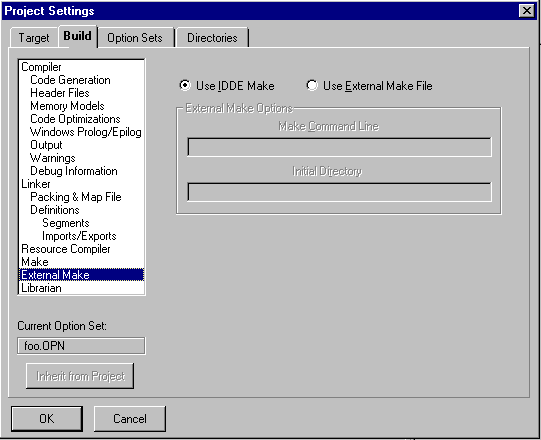 Project Settings
Target Build Option Sets Directories
Compiler
Code Generation
Header Files
Memory Models
Code Optimizations
Windows Prolog/Epilog
Output
Warnings
Debug Information
Linker
Packing & Map File
Definitions
Segments
Imports/Exports
Resource Compiler
Make
External Make
Librarian
Use IDDE Make Use External Make File
External Make Options
Make Command Line
Initial Directory
Current Option Set:
foo.OPN
Inherit from Project
OK Cancel